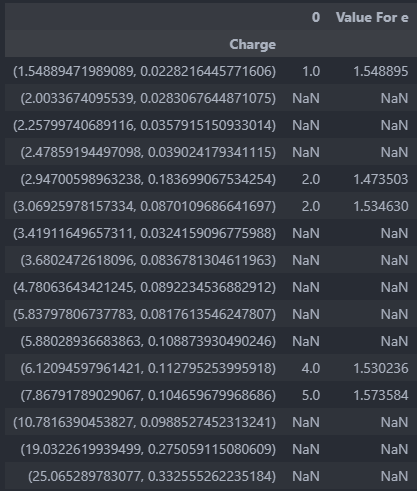 0 Value For e
Charge
(1.54889471989089, 0.0228216445771606) 1.0 1.548895
(2.0033674095539, 0.0283067644871075) NaN NaN
(2.25799740689116, 0.0357915150933014) NaN NaN
(2.47859194497098, 0.039024179341115) NaN NaN
(2.94700598963238, 0.183699067534254) 2.0 1.473503
(3.06925978157334, 0.0870109686641697) 2.0 1.534630
(3.41911649657311, 0.0324159096775988) NaN NaN
(3.6802472618096, 0.0836781304611963) NaN NaN
(4.78063643421245, 0.0892234536882912) NaN NaN
(5.83797806737783, 0.0817613546247807) NaN NaN
(5.88028936683863, 0.108873930490246) NaN NaN
(6.12094597961421, 0.112795253995918) 4.0 1.530236
(7.86791789029067, 0.104659679968686) 5.0 1.573584
(10.7816390453827, 0.0988527452313241) NaN NaN
(19.0322619939499, 0.275059115080609) NaN NaN
(25.065289783077, 0.332555262235184) NaN NaN